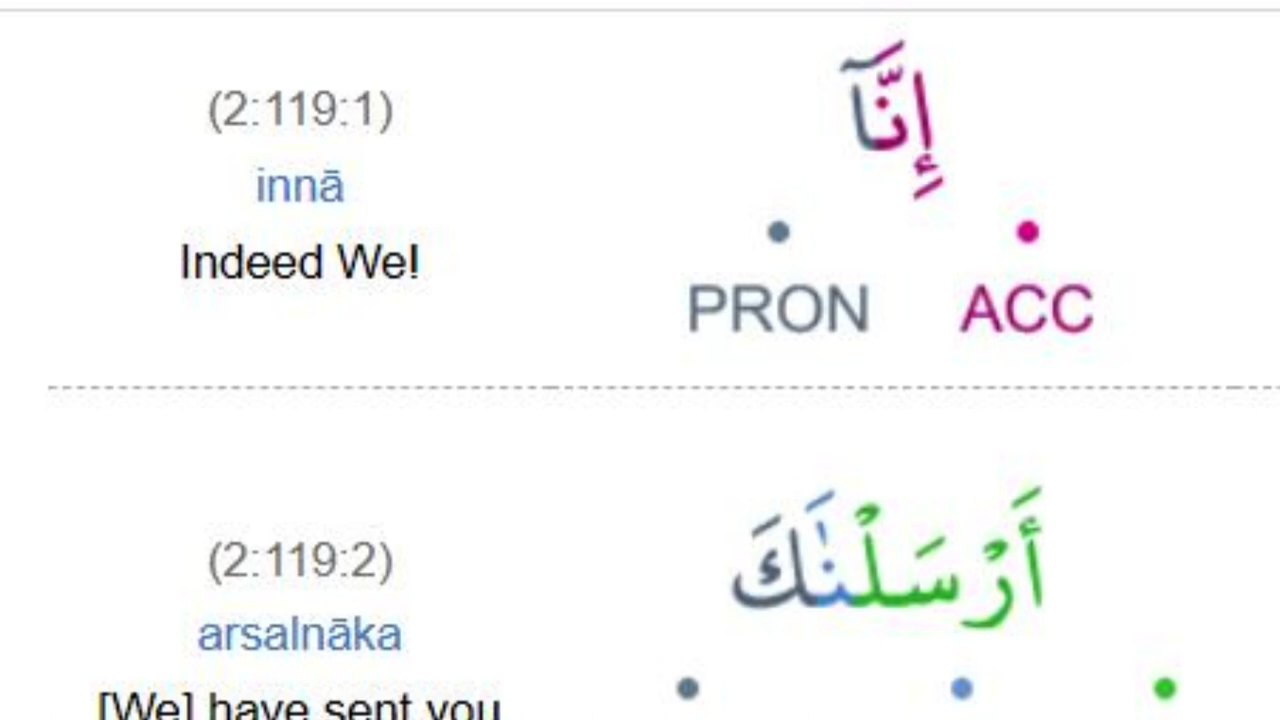 (2:119:1)
innā
Indeed We!
إِنَّآ
PRON ACC
(2:119:2)
arsalnāka
[We] have sent you
أَرْسَلْنَٰكَ